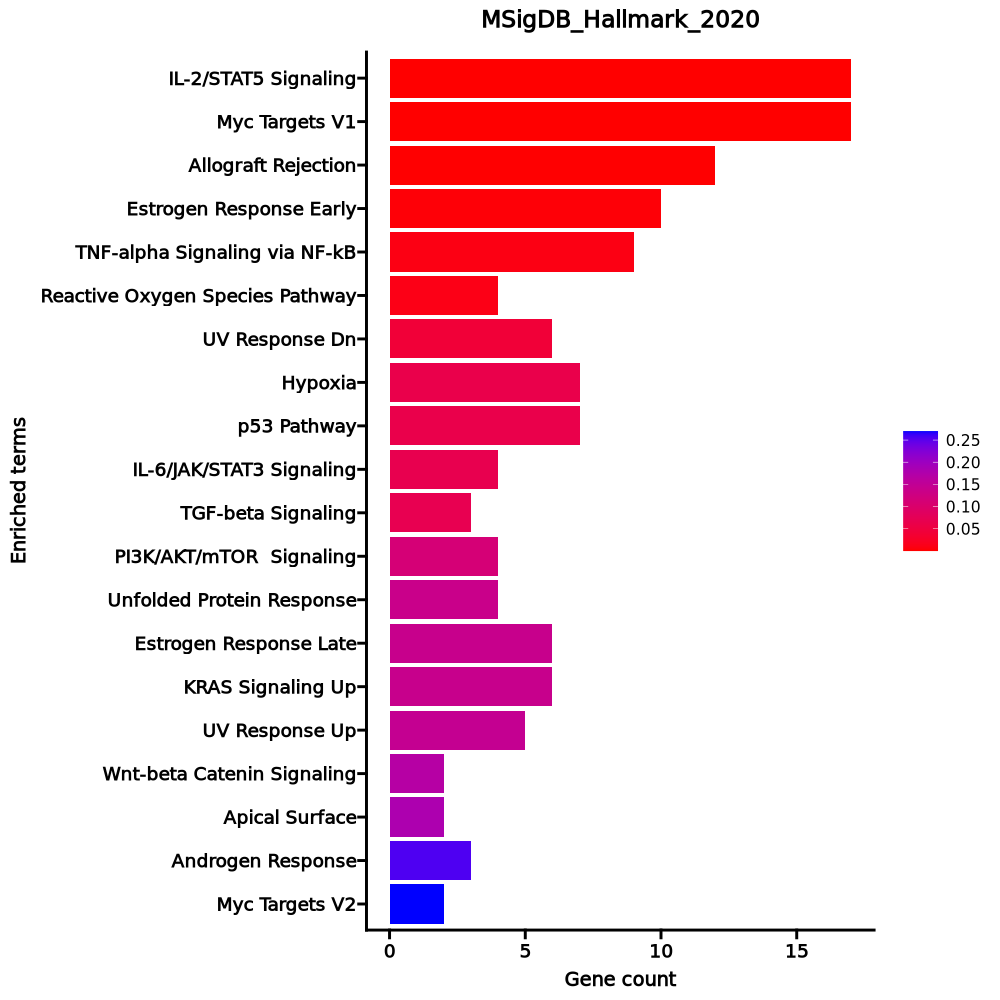 MSigDB_Hallmark_2020
IL-2/STAT5 Signaling
Myc Targets V1
Allograft Rejection
Estrogen Response Early
TNF-alpha Signaling via NF-kB
Reactive Oxygen Species Pathway
UV Response Dn
Hypoxia
p53 Pathway
IL-6/JAK/STAT3 Signaling
TGF-beta Signaling
PI3K/AKT/mTOR  Signaling
Unfolded Protein Response
Estrogen Response Late
KRAS Signaling Up
UV Response Up
Wnt-beta Catenin Signaling
Apical Surface
Androgen Response
Myc Targets V2
Enriched terms
0 5 10 15
Gene count
0.25
0.20
0.15
0.10
0.05